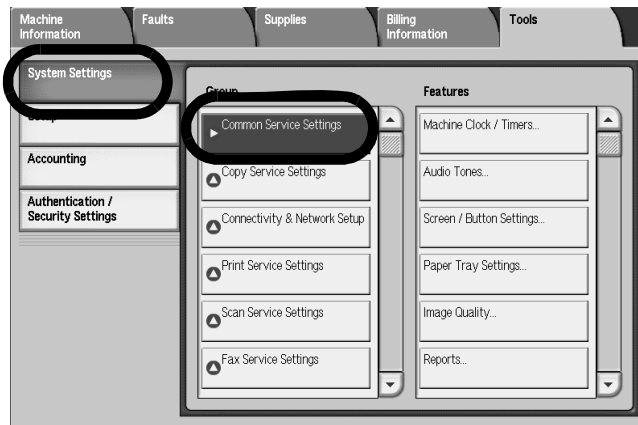 Machine
Information
Faults
Supplies
Billing
Information
Tools
System Settings
Accounting
Authentication /
Security Settings
Group
Common Service Settings
Copy Service Settings
Connectivity & Network Setup
Print Service Settings
Scan Service Settings
Fax Service Settings
Features
Machine Clock / Timers...
Audio Tones...
Screen / Button Settings...
Paper Tray Settings...
Image Quality...
Reports...